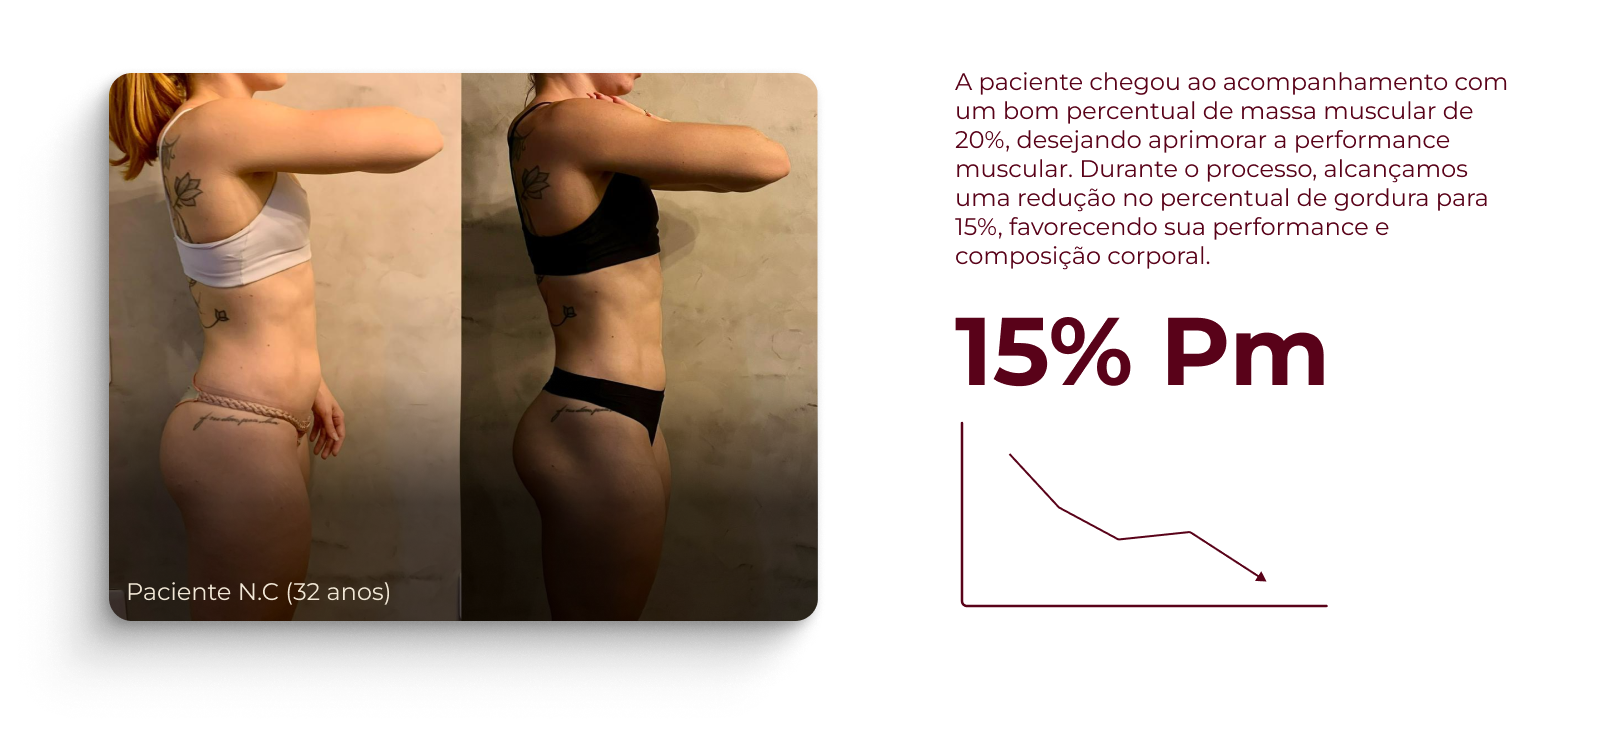 A paciente chegou ao acompanhamento com
um bom percentual de massa muscular de
20%, desejando aprimorar a performance
muscular. Durante o processo, alcançamos
uma redução no percentual de gordura para
15%, favorecendo sua performance e
composição corporal.
15% Pm
Paciente N.C (32 anos)